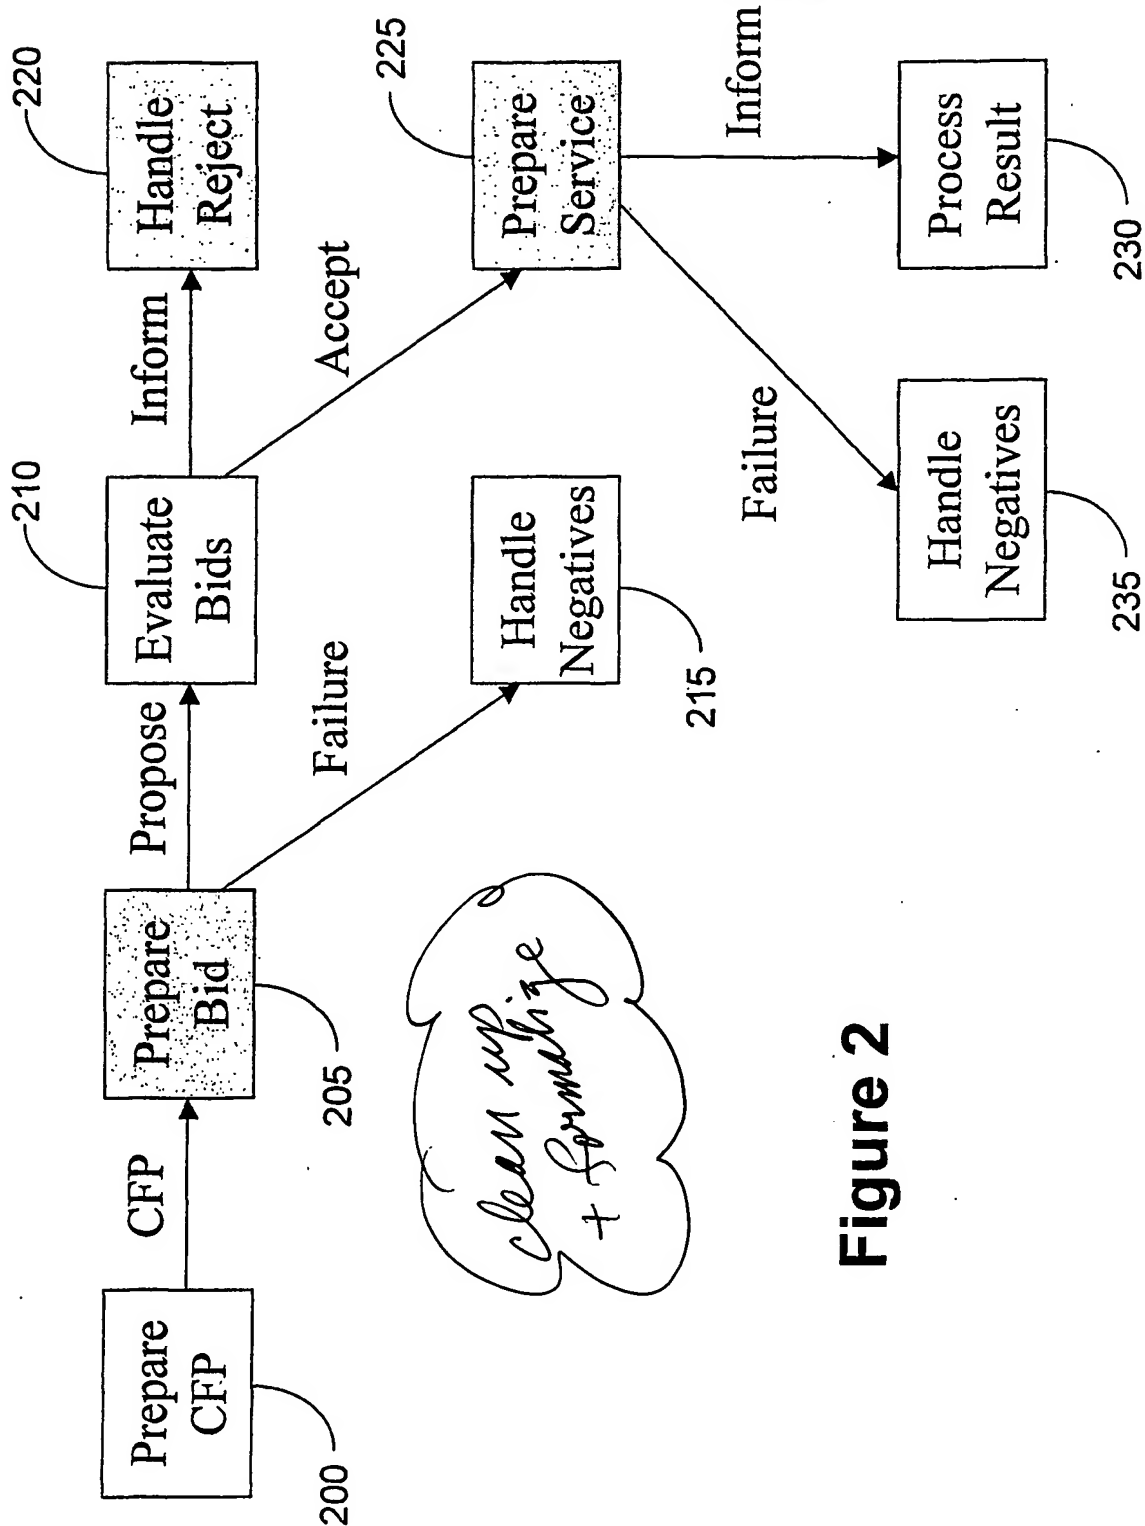 Prepare
CFP
200
CFP
Prepare
Bid
205
Propose
Failure
Evaluate
Bids
210
Handle
Negatives
215
Inform
Accept
Handle
Reject
220
Prepare
Service
225
Failure
Inform
Handle
Negatives
235
Process
Result
230
clean up
+ formalize
Figure 2